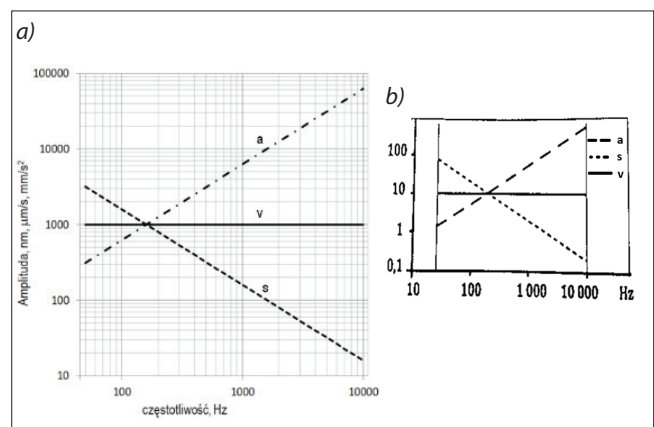 a)
100000
10000
1000
100
10
Amplituda, nm, µm/s, mm/s²
a
v
s
100 1000 10000
częstotliwość, Hz
b)
a
s
v
100
10
1
0,1
10 100 1 000 10 000 Hz